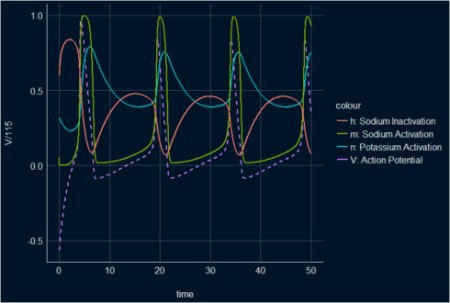 1.0
0.5
0.0
-0.5
V/115
0 10 20 30 40 50
time
colour
h: Sodium Inactivation
m: Sodium Activation
n: Potassium Activation
V: Action Potential